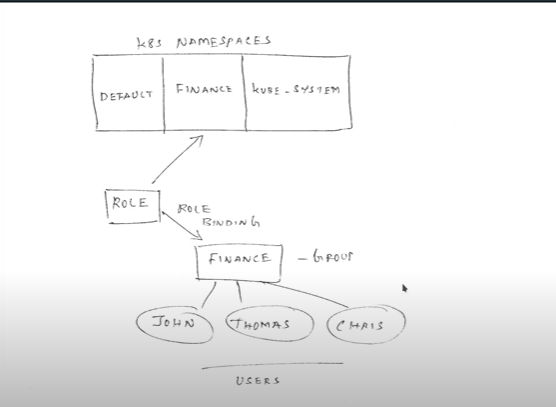 K8S NAMESPACES
DEFAULT
FINANCE
KUBE-SYSTEM
ROLE
ROLE
BINDING
FINANCE
- GROUP
JOHN
THOMAS
CHRIS
USERS